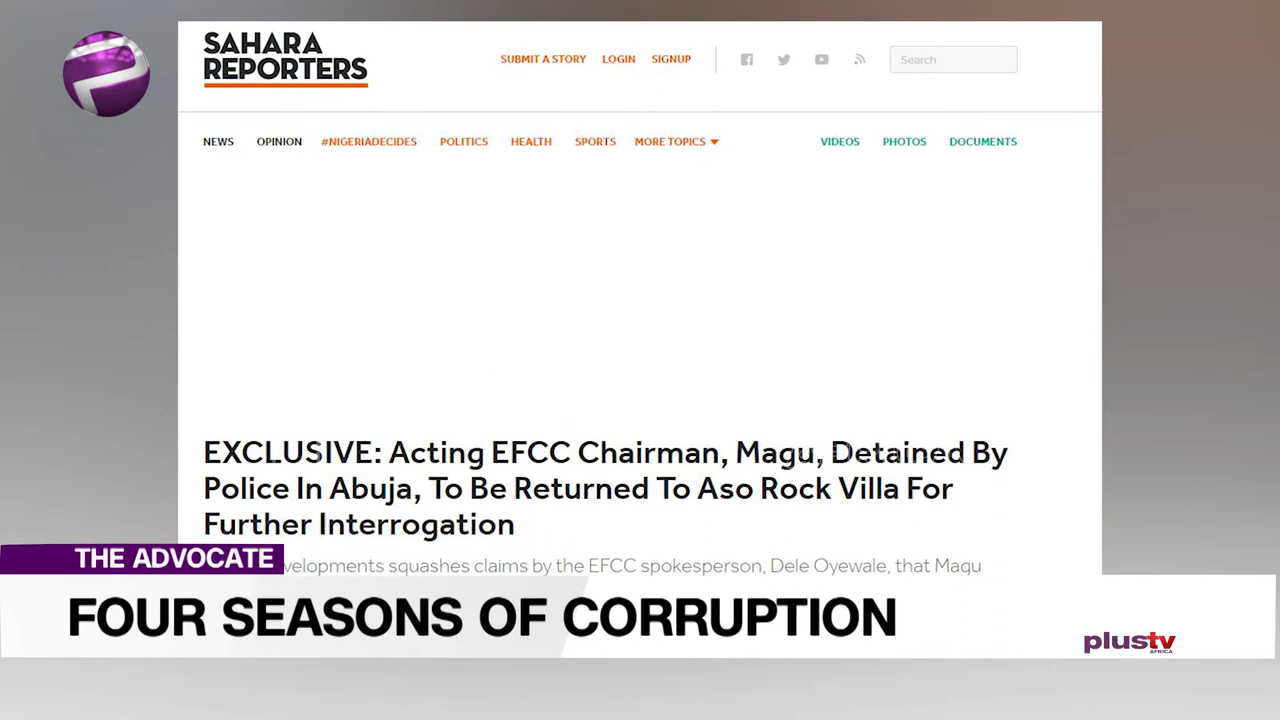 SAHARA
REPORTERS
SUBMIT A STORY LOGIN SIGNUP
Search
NEWS OPINION #NIGERIADECIDES POLITICS HEALTH SPORTS MORE TOPICS VIDEOS PHOTOS DOCUMENTS
EXCLUSIVE: Acting EFCC Chairman, Magu, Detained By
Police In Abuja, To Be Returned To Aso Rock Villa For
Further Interrogation
THE ADVOCATE
squashes claims by the EFCC spokesperson, Dele Oyewale, that Magu
FOUR SEASONS OF CORRUPTION
plustv
AFRICA